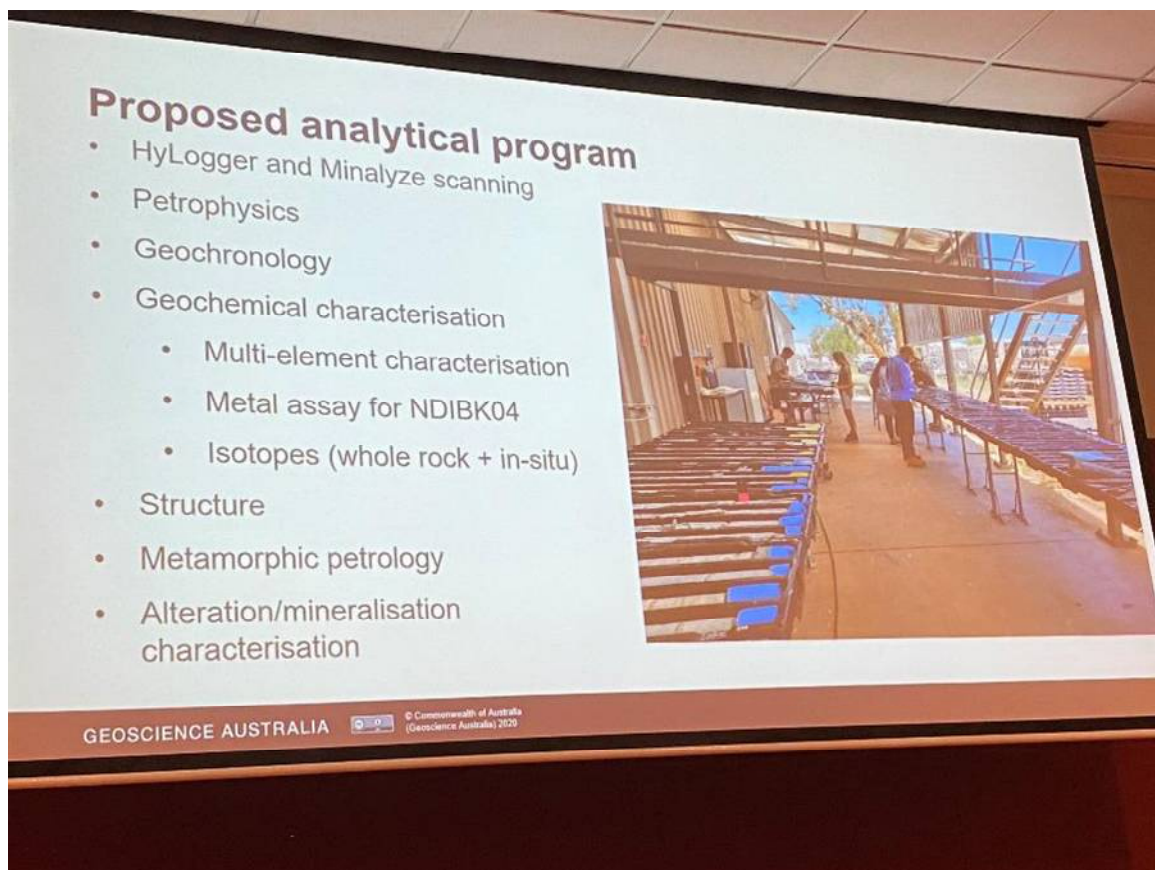 Proposed analytical program
• HyLogger and Minalyze scanning
• Petrophysics
• Geochronology
• Geochemical characterisation
• Multi-element characterisation
• Metal assay for NDIBK04
• Isotopes (whole rock + in-situ)
• Structure
• Metamorphic petrology
• Alteration/mineralisation
characterisation
GEOSCIENCE AUSTRALIA
© Commonwealth of Australia
(Geoscience Australia) 2020